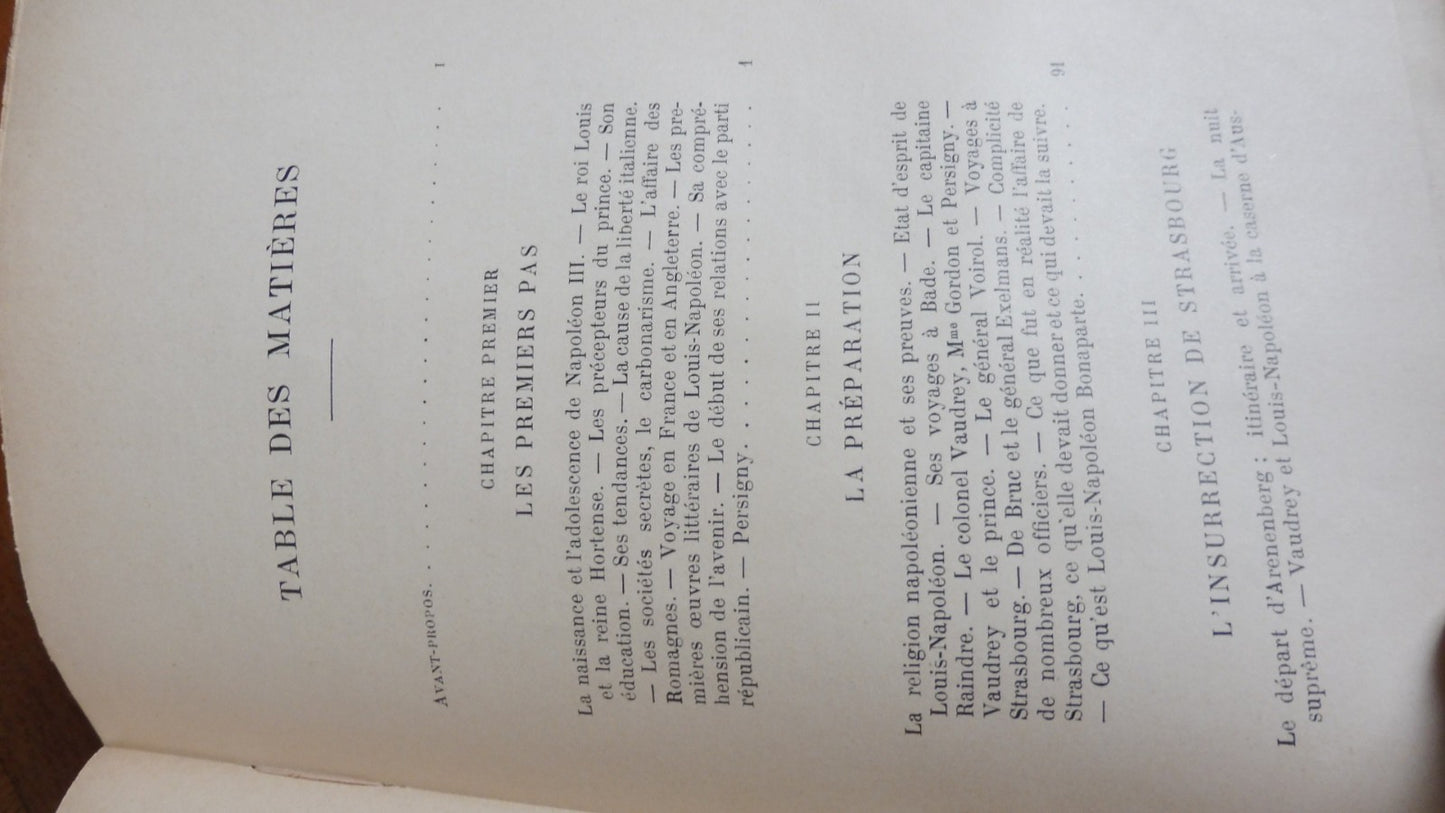 TABLE DES MATIÈRES
AVANT-PROPOS. . . . . . . . . . . . . . . . . . . . . . I
CHAPITRE PREMIER
LES PREMIERS PAS
La naissance et l'adolescence de Napoléon III. — Le roi Louis
et la reine Hortense. — Les précepteurs du prince. — Son
éducation. — Ses tendances. — La cause de la liberté italienne.
— Les sociétés secrètes, le carbonarisme. — L'affaire des
Romagnes. — Voyage en France et en Angleterre. — Les pre-
mières œuvres littéraires de Louis-Napoléon. — Sa compré-
hension de l'avenir. — Le début de ses relations avec le parti
républicain. — Persigny. . . . . . . . . . . . . . . . . 1
CHAPITRE II
LA PRÉPARATION
La religion napoléonienne et ses preuves. — Etat d'esprit de
Louis-Napoléon. — Ses voyages à Bade. — Le capitaine
Raindre. — Le colonel Vaudrey, Mme Gordon et Persigny. —
Vaudrey et le prince. — Le général Voirol. — Voyages à
Strasbourg. — De Bruc et le général Exelmans. — Complicité
de nombreux officiers. — Ce que fut en réalité l'affaire de
Strasbourg, ce qu'elle devait donner et ce qui devait la suivre.
— Ce qu'est Louis-Napoléon Bonaparte. . . . . . . . . . 91
CHAPITRE III
L'INSURRECTION DE STRASBOURG
Le départ d'Arenenberg ; itinéraire et arrivée. — La nuit
suprême. — Vaudrey et Louis-Napoléon à la caserne d'Aus-